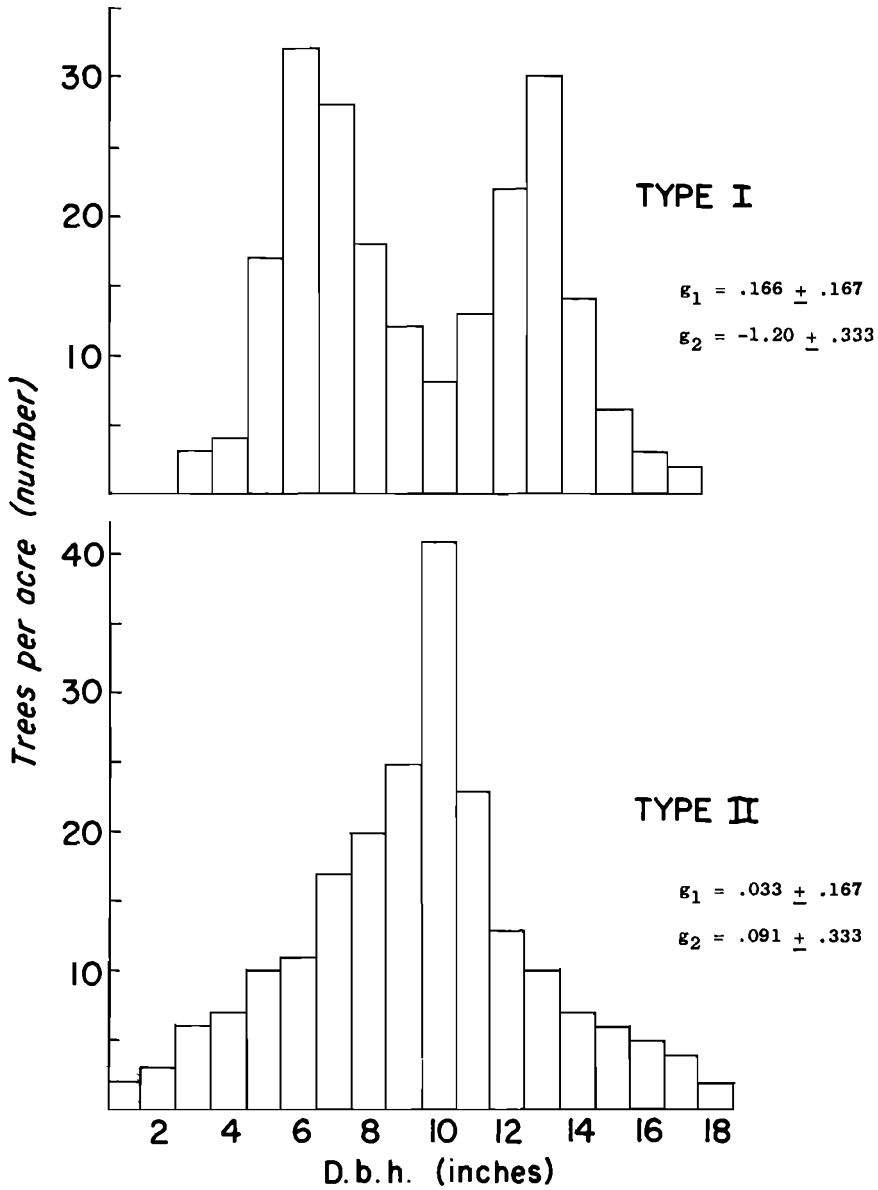 30
20
10
TYPE I
g1 = .166 ± .167
g2 = -1.20 ± .333
Trees per acre (number)
40
30
20
10
TYPE II
g1 = .033 ± .167
g2 = .091 ± .333
2 4 6 8 10 12 14 16 18
D.b.h. (inches)